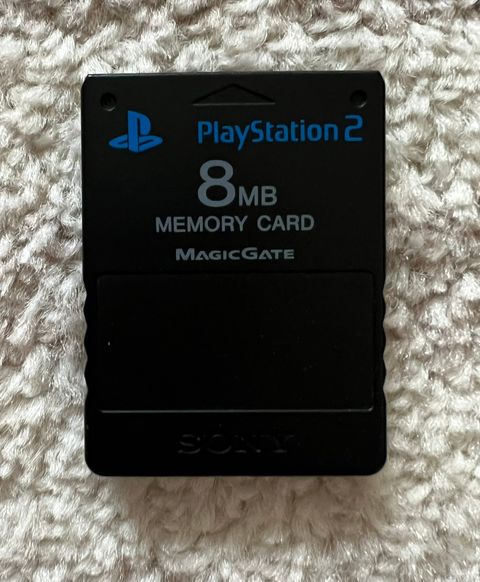 PlayStation 2
8MB
MEMORY CARD
MAGICGATE
SONY